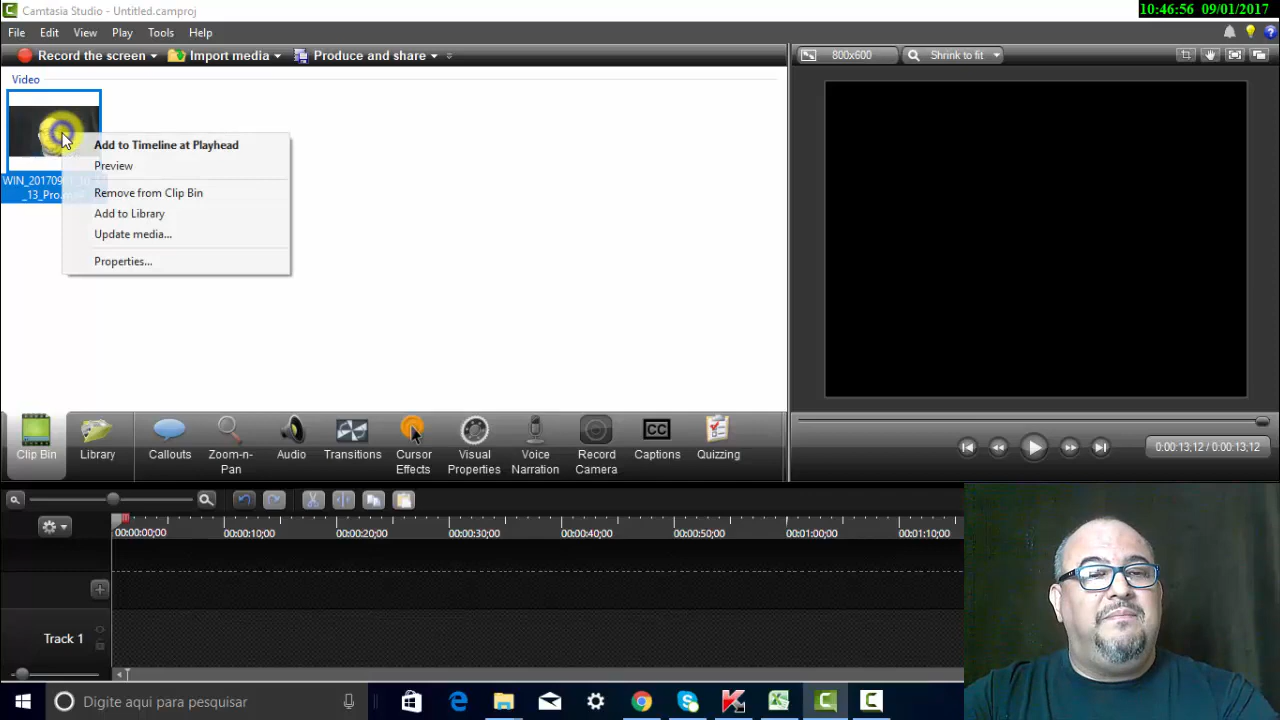 Camtasia Studio - Untitled.camproj
10:46:56 09/01/2017
File Edit View Play Tools Help
Record the screen Import media Produce and share
800x600 Shrink to fit
Video
Add to Timeline at Playhead
Preview
Remove from Clip Bin
Add to Library
Update media...
Properties...
_13_Pro
Clip Bin
Library
Callouts
Zoom-n-Pan
Audio
Transitions
Cursor Effects
Visual Properties
Voice Narration
Record Camera
CC
Captions
Quizzing
0:00:13;12 / 0:00:13;12
00:00:00;00 00:00:10;00 00:00:20;00 00:00:30;00 00:00:40;00 00:00:50;00 00:01:00;00 00:01:10;00
Track 1
Digite aqui para pesquisar